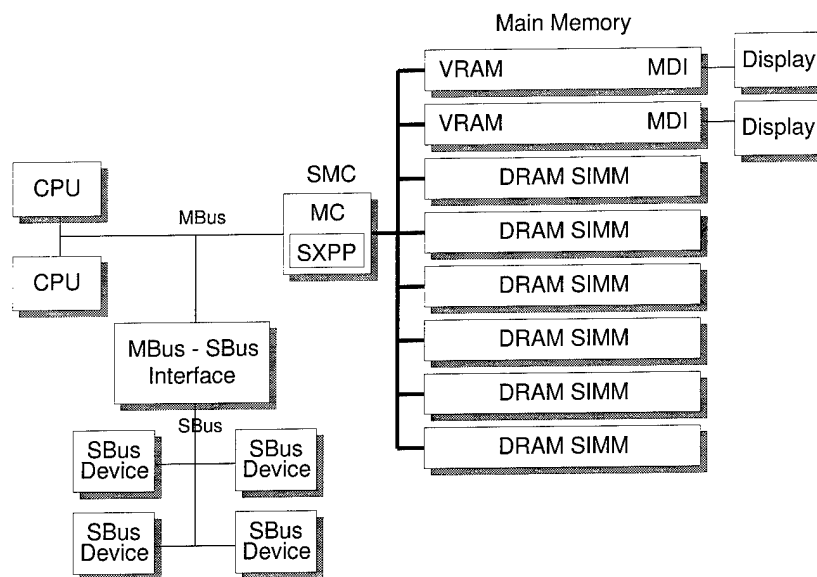 Main Memory
VRAM MDI
Display
VRAM MDI
Display
DRAM SIMM
DRAM SIMM
DRAM SIMM
DRAM SIMM
DRAM SIMM
DRAM SIMM
SMC
MC
SXPP
CPU
MBus
CPU
MBus - SBus
Interface
SBus
SBus
Device
SBus
Device
SBus
Device
SBus
Device